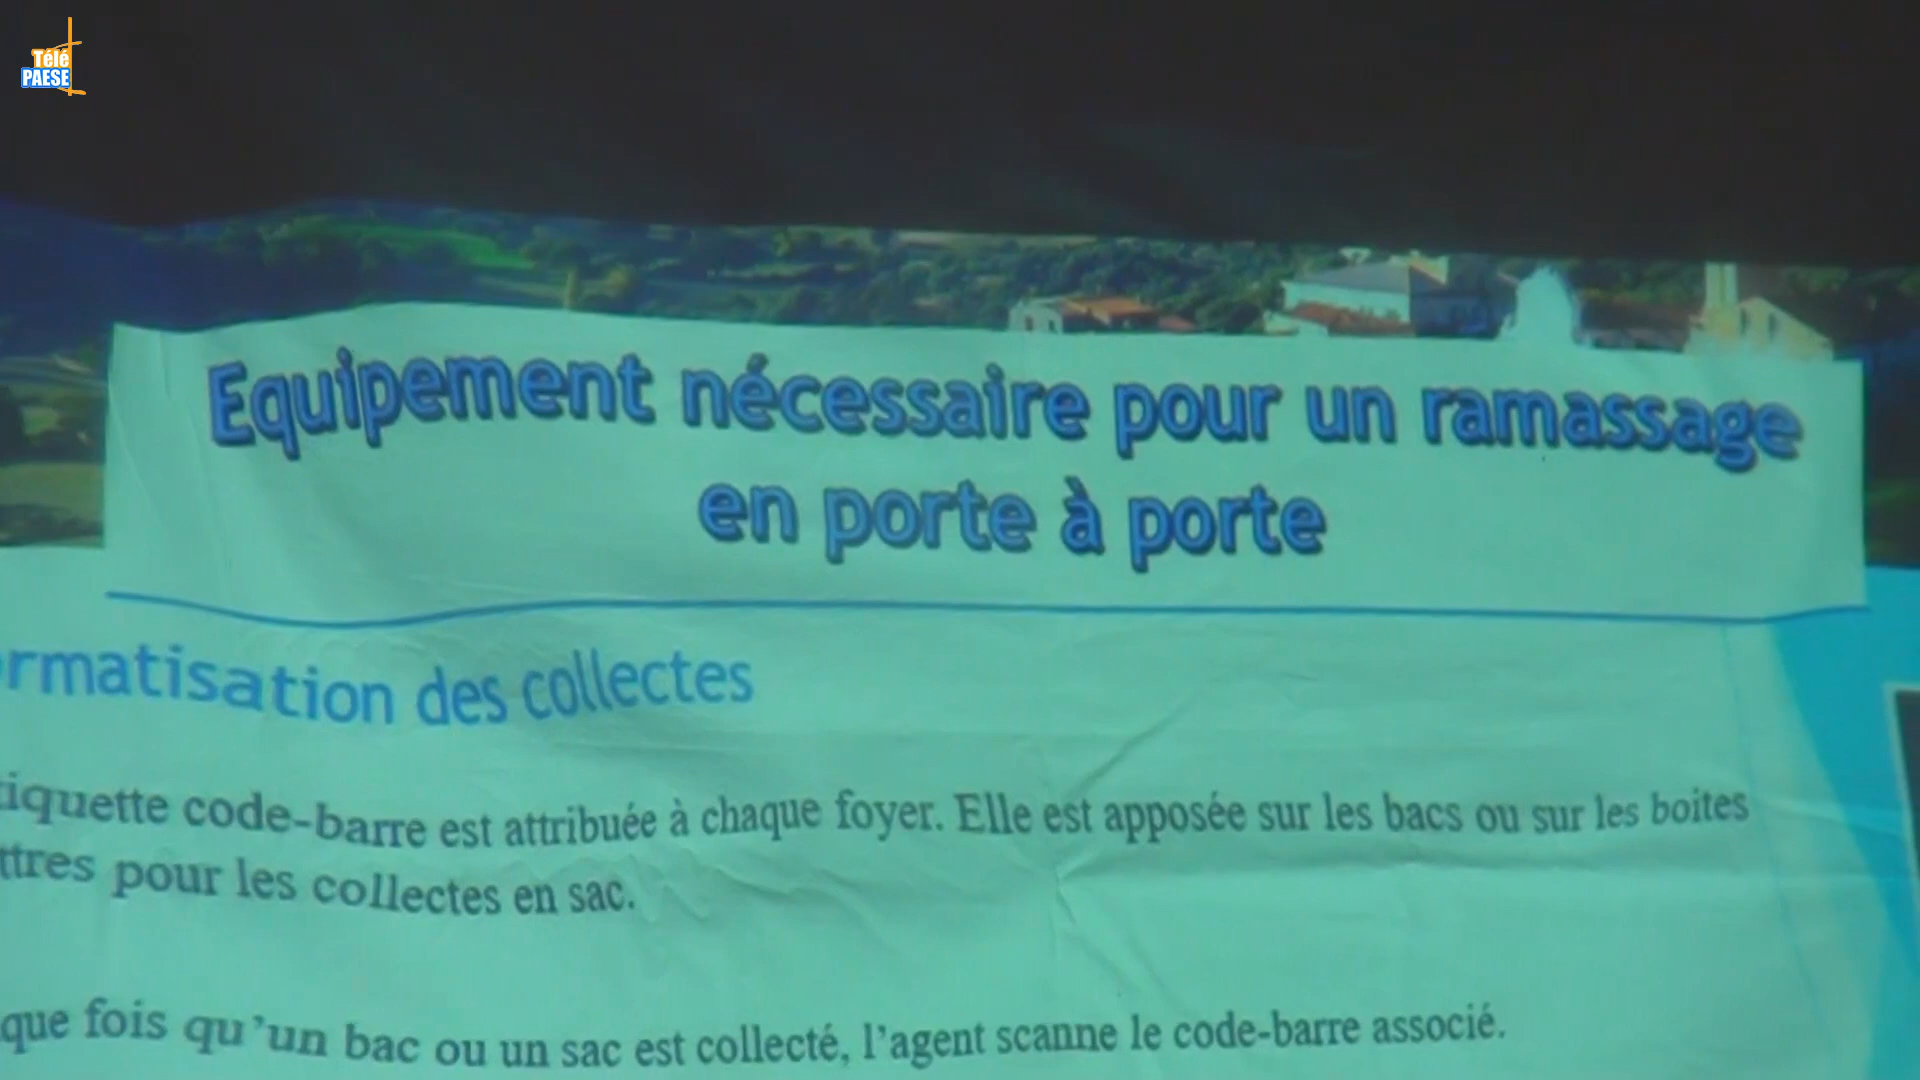 Télé
PAESE
Equipement nécessaire pour un ramassage
en porte à porte
rmatisation des collectes
iquette code-barre est attribuée à chaque foyer. Elle est apposée sur les bacs ou sur les boites
ttres pour les collectes en sac.
que fois qu'un bac ou un sac est collecté, l'agent scanne le code-barre associé.